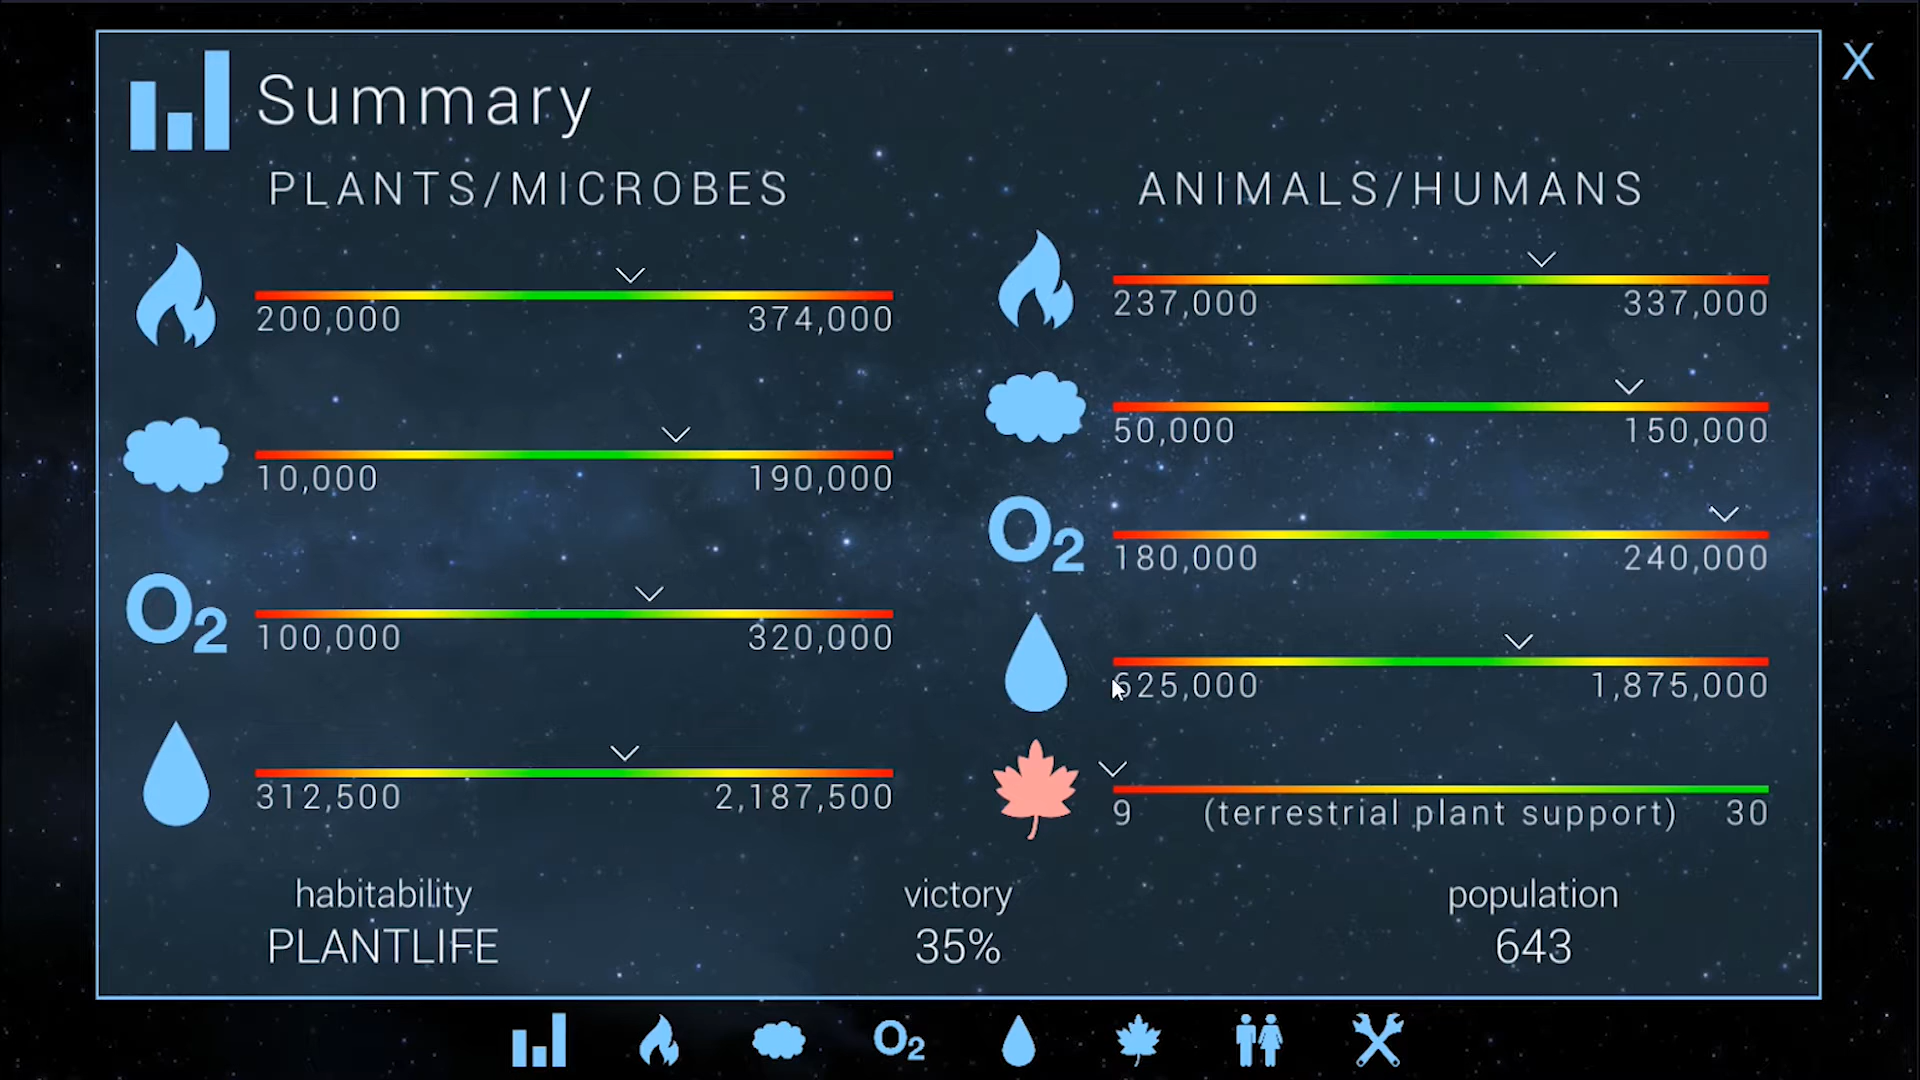 Summary
X
PLANTS/MICROBES
200,000 374,000
10,000 190,000
O2
100,000 320,000
312,500 2,187,500
ANIMALS/HUMANS
237,000 337,000
50,000 150,000
O2
180,000 240,000
625,000 1,875,000
9 (terrestrial plant support) 30
habitability
PLANTLIFE
victory
35%
population
643
O2